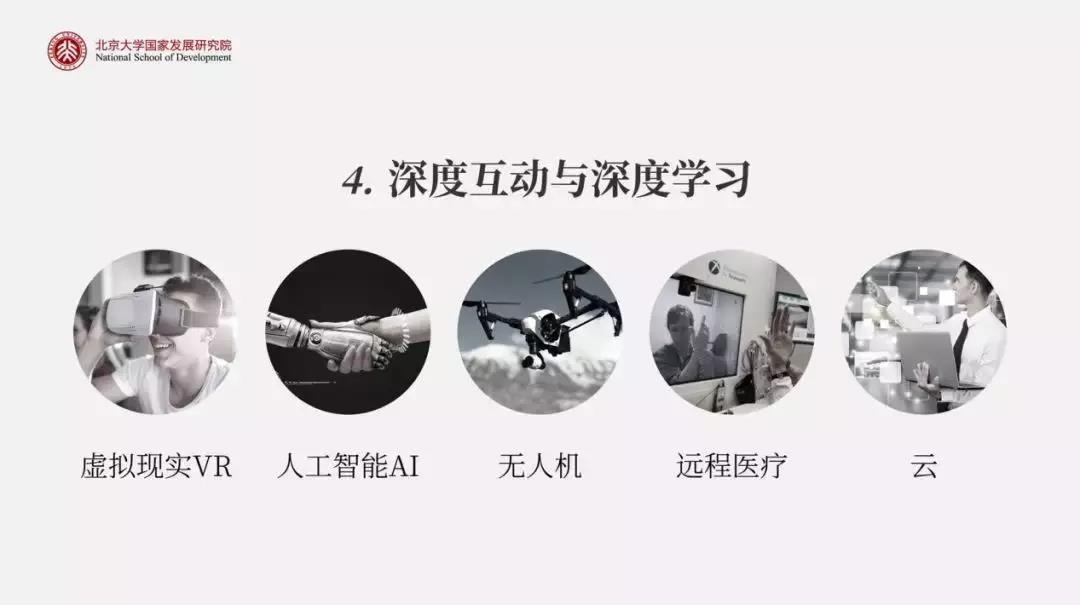 北京大学国家发展研究院
National School of Development
4. 深度互动与深度学习
虚拟现实VR
人工智能AI
无人机
远程医疗
云